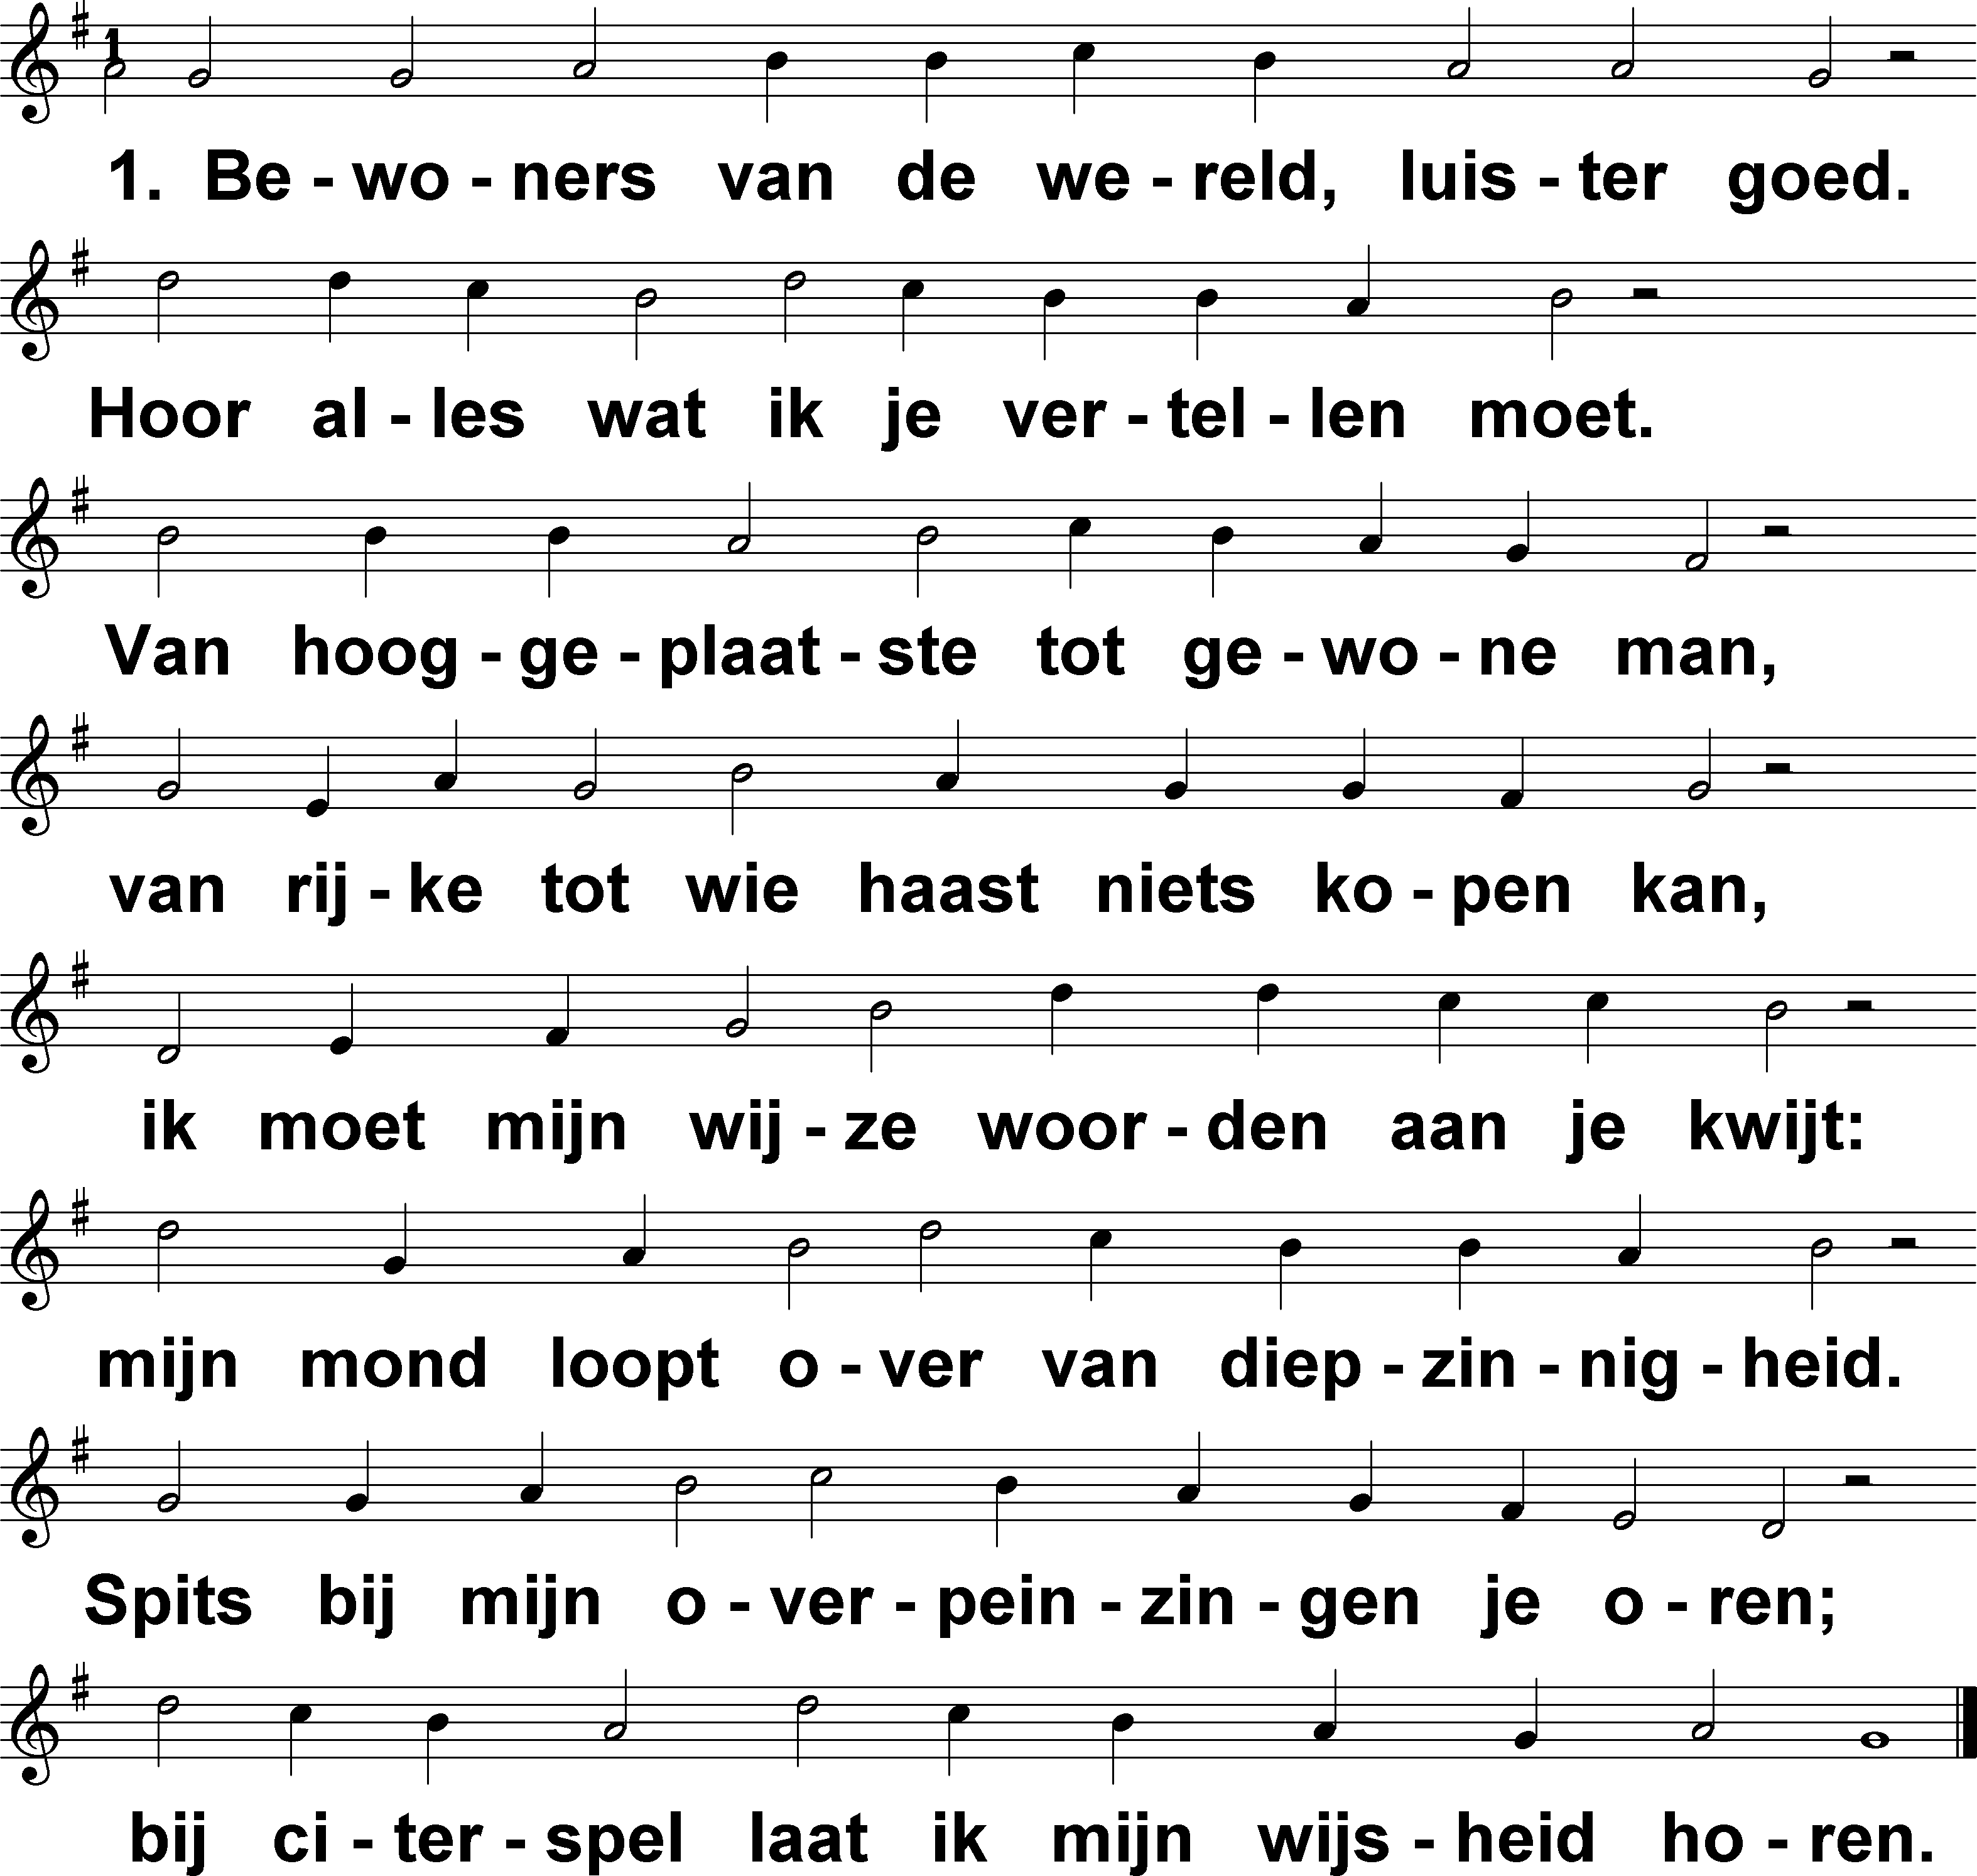 1. Be - wo - ners van de we - reld, luis - ter goed.
Hoor al - les wat ik je ver - tel - len moet.
Van hoog - ge - plaat - ste tot ge - wo - ne man,
van rij - ke tot wie haast niets ko - pen kan,
ik moet mijn wij - ze woor - den aan je kwijt:
mijn mond loopt o - ver van diep - zin - nig - heid.
Spits bij mijn o - ver - pein - zin - gen je o - ren;
bij ci - ter - spel laat ik mijn wijs - heid ho - ren.